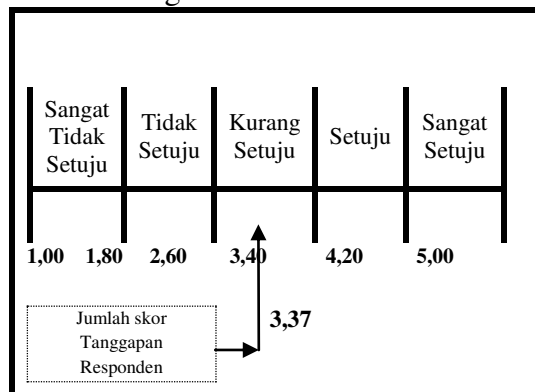 Sangat
Tidak
Setuju
Tidak
Setuju
Kurang
Setuju
Setuju
Sangat
Setuju
1,00 1,80 2,60 3,40 4,20 5,00
3,37
Jumlah skor
Tanggapan
Responden